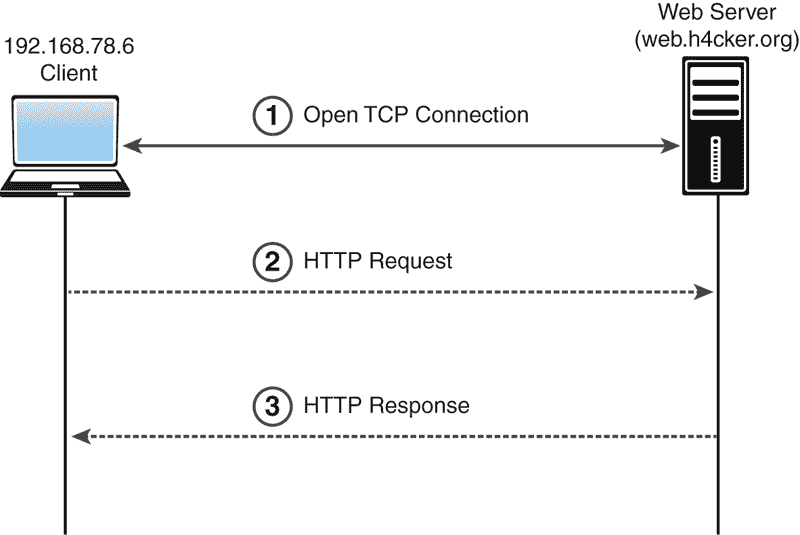 192.168.78.6
Client
Web Server
(web.h4cker.org)
1 Open TCP Connection
2 HTTP Request
3 HTTP Response